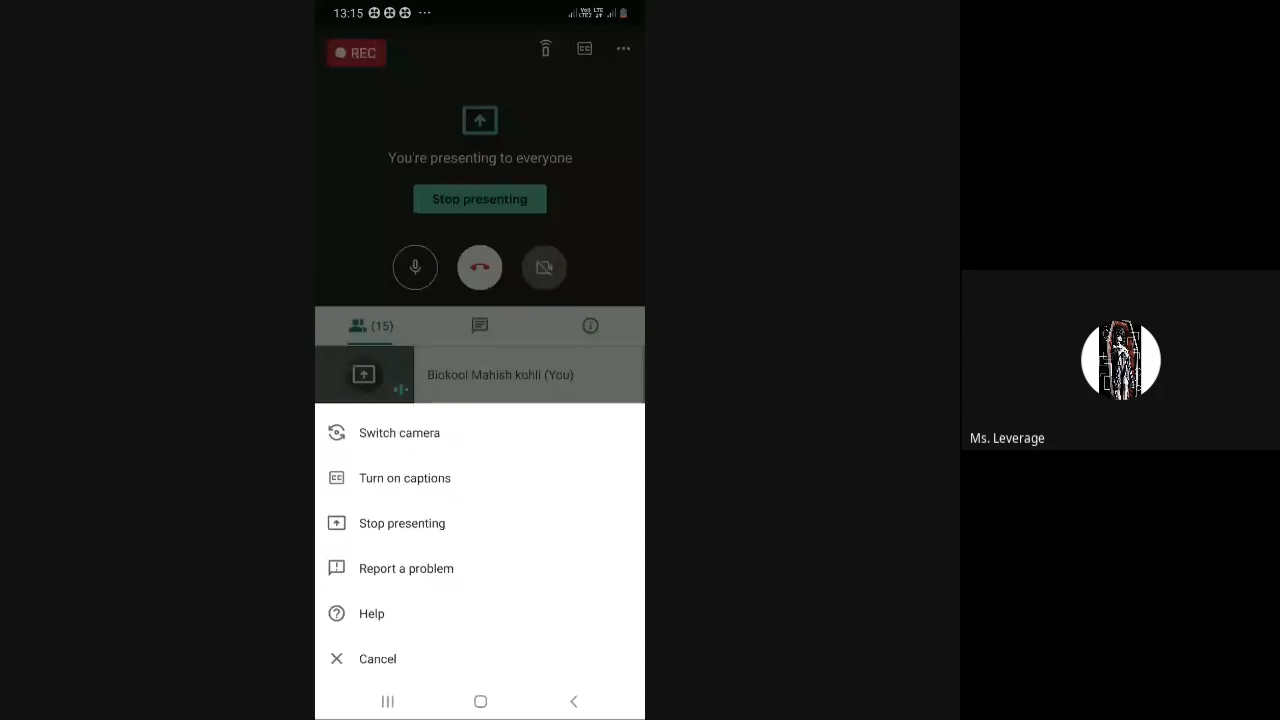 13:15
REC
You're presenting to everyone
Stop presenting
(15)
Biokool Mahish kohli (You)
Switch camera
Turn on captions
Stop presenting
Report a problem
Help
Cancel
Ms. Leverage